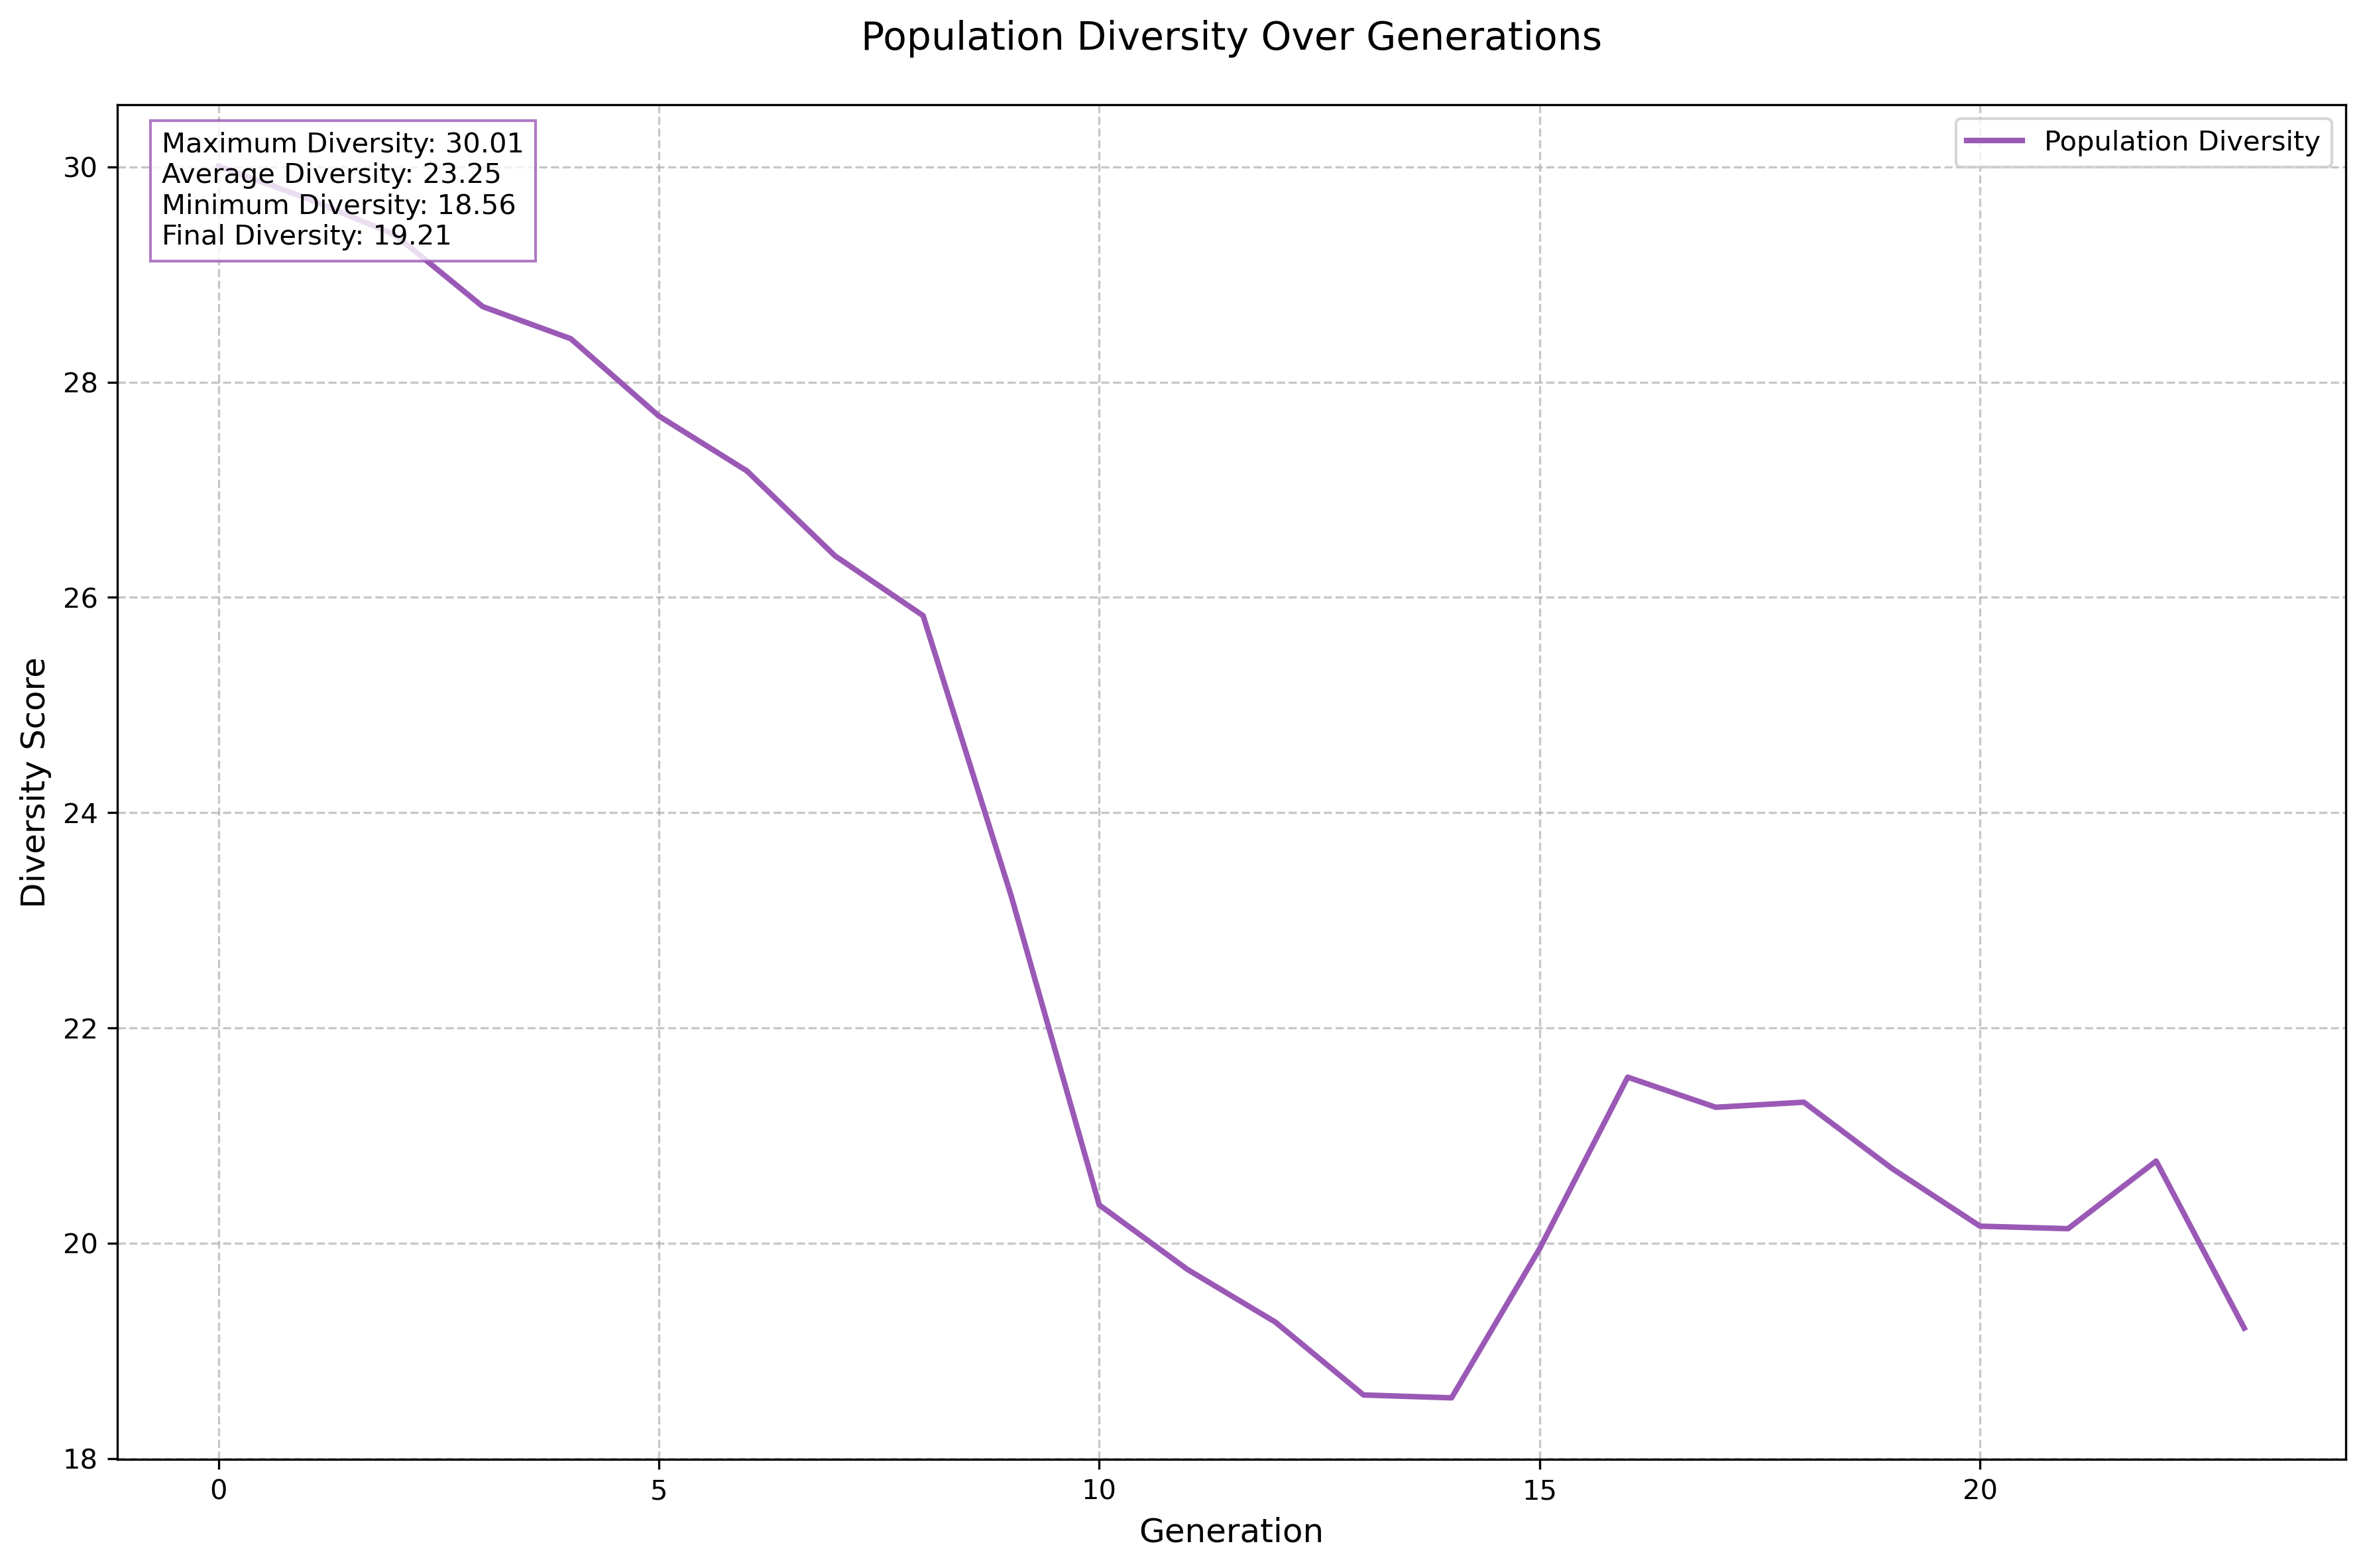 Population Diversity Over Generations
Maximum Diversity: 30.01
Average Diversity: 23.25
Minimum Diversity: 18.56
Final Diversity: 19.21
Population Diversity
30
28
26
24
22
20
18
Diversity Score
0
5
10
15
20
Generation